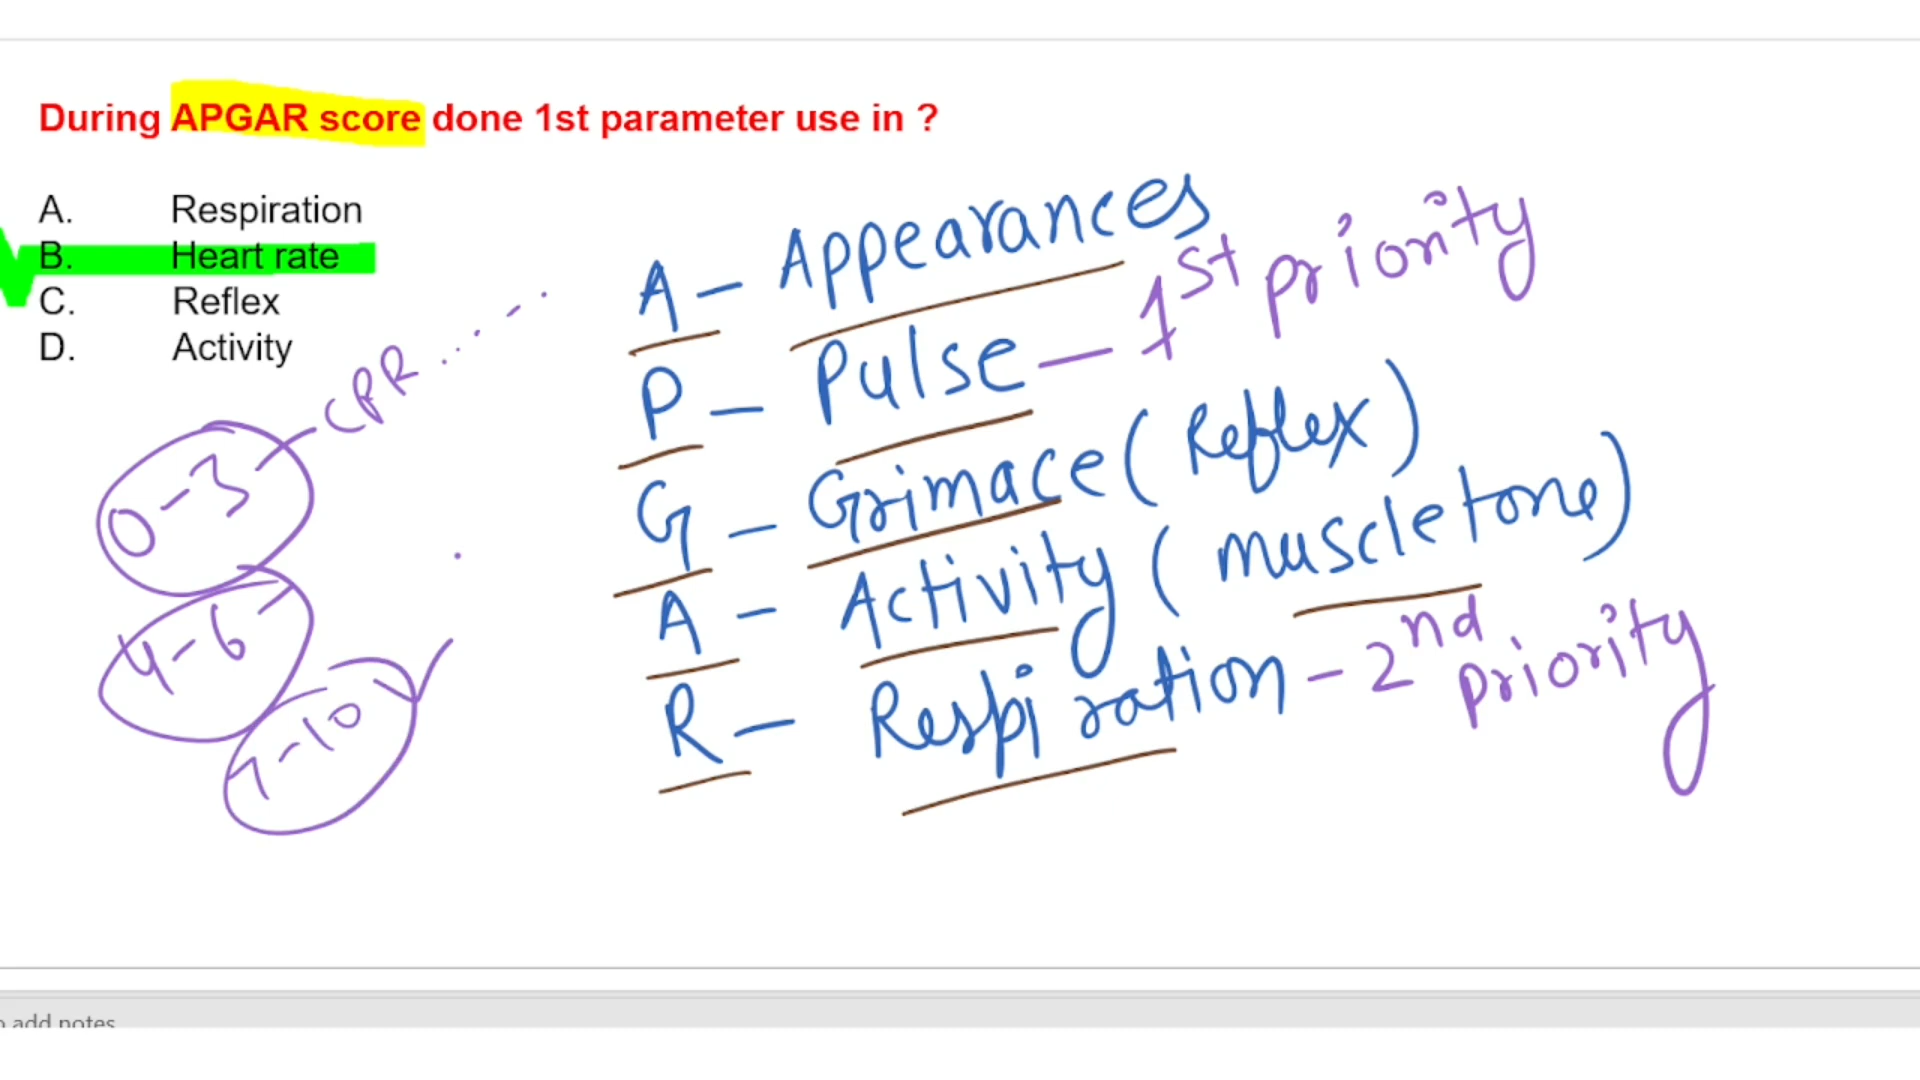 During APGAR score done 1st parameter use in ?
A. Respiration
B. Heart rate
C. Reflex
D. Activity
A - Appearances
P - Pulse - 1st priority
G - Grimace (Reflex)
A - Activity (muscle tone)
R - Respiration - 2nd priority
0-3 - CPR....
4-6
7-10
add notes